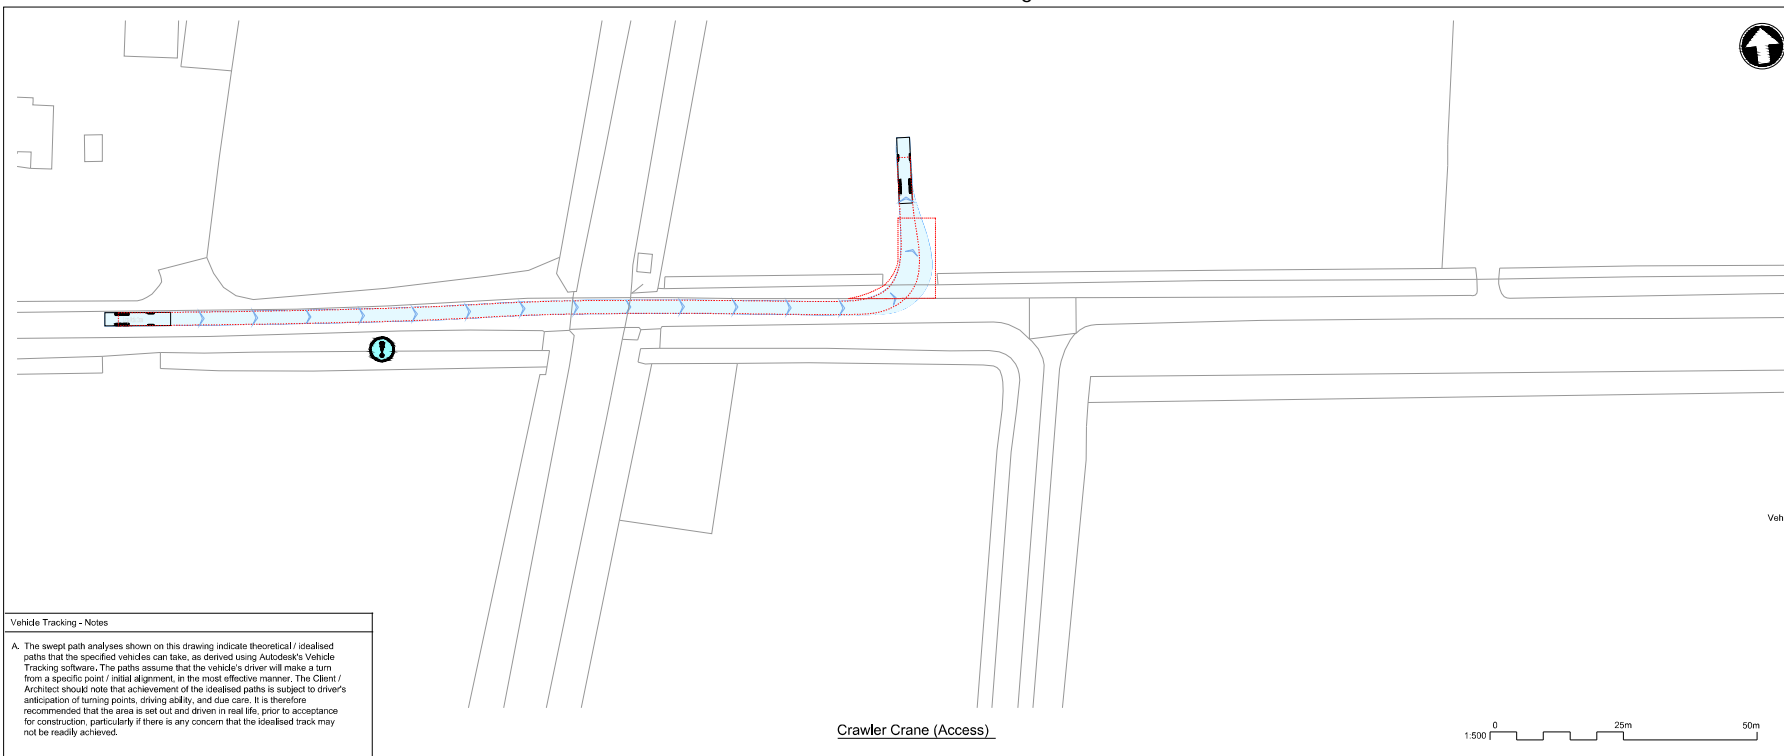 Vehicle Tracking - Notes
A. The swept path analyses shown on this drawing indicate theoretical / idealised
paths that the specified vehicles can take, as derived using Autodesk's Vehicle
Tracking software. The paths assume that the vehicle's driver will make a turn
from a specific point / initial alignment, in the most effective manner. The Client /
Architect should note that achievement of the idealised paths is subject to driver's
anticipation of turning points, driving ability, and due care. It is therefore
recommended that the area is set out and driven in real life, prior to acceptance
for construction, particularly if there is any concern that the idealised track may
not be readily achieved.
Crawler Crane (Access)
Veh
0 25m 50m
1:500